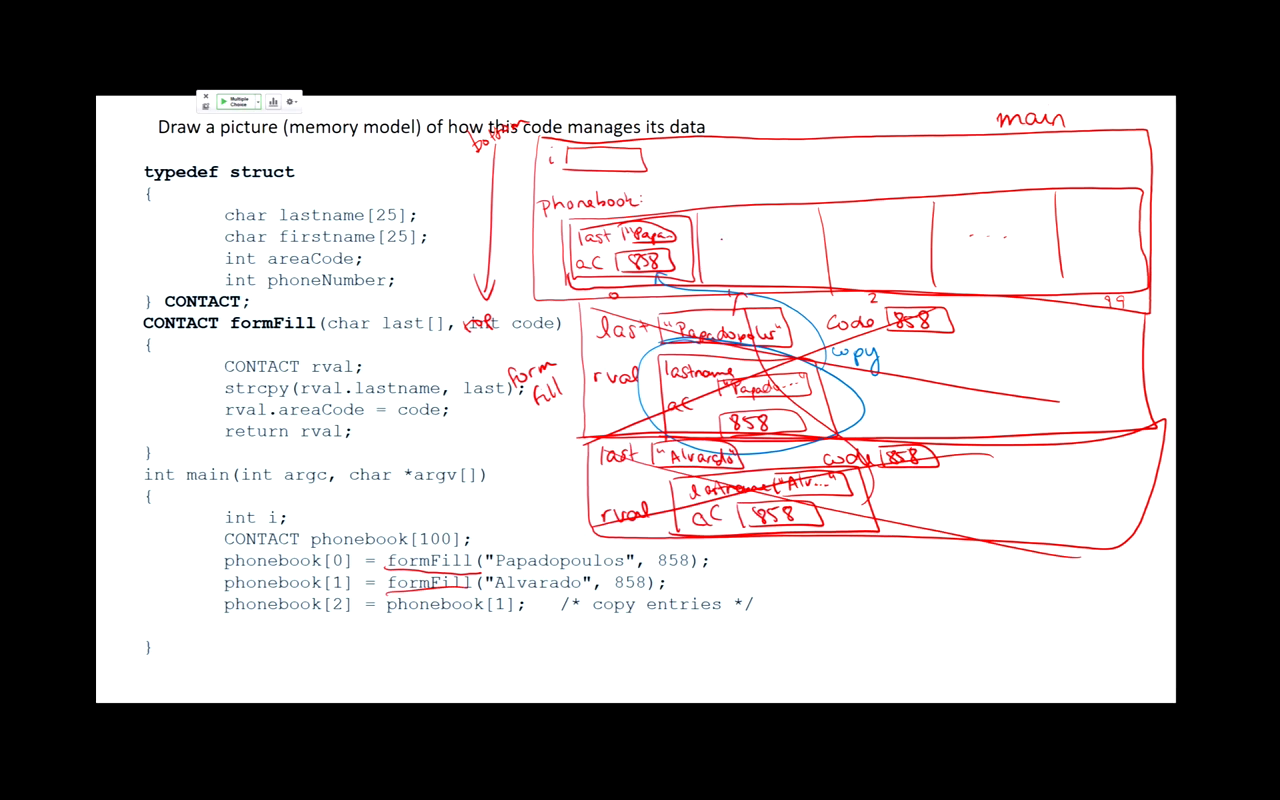 Multiple
Choice
Draw a picture (memory model) of how this code manages its data
bottom
main
typedef struct
{
char lastname[25];
char firstname[25];
int areaCode;
int phoneNumber;
} CONTACT;
CONTACT formFill(char last[], int code)
{
CONTACT rval;
strcpy(rval.lastname, last);
rval.areaCode = code;
return rval;
}
int main(int argc, char *argv[])
{
int i;
CONTACT phonebook[100];
phonebook[0] = formFill("Papadopoulos", 858);
phonebook[1] = formFill("Alvarado", 858);
phonebook[2] = phonebook[1]; /* copy entries */
}
top
form
fill
i
phonebook:
last "Papa
aC 858
....
0 1 2 99
last "Papadopolus" code 858
copy
rval lastname "Papado..."
aC 858
last "Alvarado" code 858
rval lastname "Alv..."
aC 858